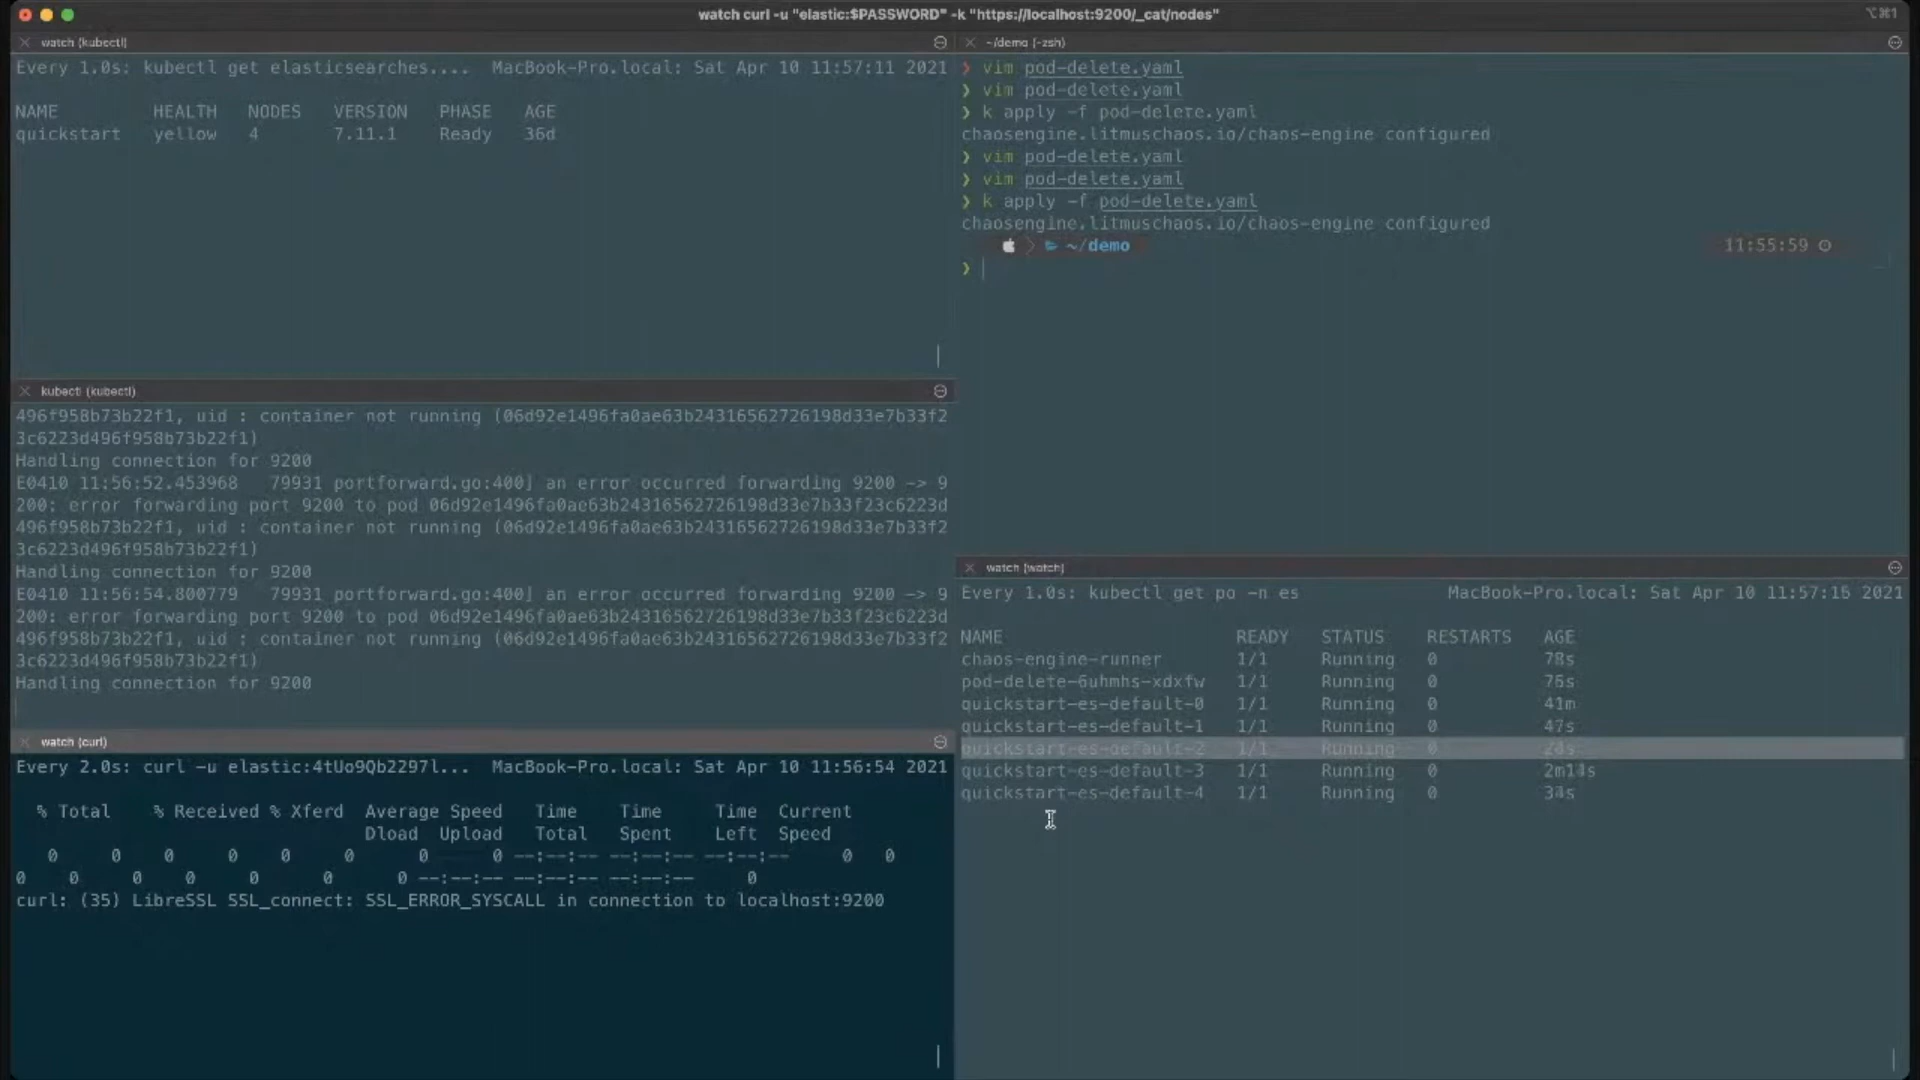 watch curl -u "elastic:$PASSWORD" -k "https://localhost:9200/_cat/nodes"
⌥⌘1
watch (kubectl)
Every 1.0s: kubectl get elasticsearches.... MacBook-Pro.local: Sat Apr 10 11:57:11 2021
NAME HEALTH NODES VERSION PHASE AGE
quickstart yellow 4 7.11.1 Ready 36d
kubectl (kubectl)
496f958b73b22f1, uid : container not running (06d92e1496fa0ae63b24316562726198d33e7b33f2
3c6223d496f958b73b22f1)
Handling connection for 9200
E0410 11:56:52.453968 79931 portforward.go:400] an error occurred forwarding 9200 -> 9
200: error forwarding port 9200 to pod 06d92e1496fa0ae63b24316562726198d33e7b33f23c6223d
496f958b73b22f1, uid : container not running (06d92e1496fa0ae63b24316562726198d33e7b33f2
3c6223d496f958b73b22f1)
Handling connection for 9200
E0410 11:56:54.800779 79931 portforward.go:400] an error occurred forwarding 9200 -> 9
200: error forwarding port 9200 to pod 06d92e1496fa0ae63b24316562726198d33e7b33f23c6223d
496f958b73b22f1, uid : container not running (06d92e1496fa0ae63b24316562726198d33e7b33f2
3c6223d496f958b73b22f1)
Handling connection for 9200
watch (curl)
Every 2.0s: curl -u elastic:4tUo9Qb2297l... MacBook-Pro.local: Sat Apr 10 11:56:54 2021
% Total % Received % Xferd Average Speed Time Time Time Current
Dload Upload Total Spent Left Speed
0 0 0 0 0 0 0 0 --:--:-- --:--:-- --:--:-- 0 0
0 0 0 0 0 0 0 --:--:-- --:--:-- --:--:-- 0
curl: (35) LibreSSL SSL_connect: SSL_ERROR_SYSCALL in connection to localhost:9200
~/demo (-zsh)
❯ vim pod-delete.yaml
❯ vim pod-delete.yaml
❯ k apply -f pod-delete.yaml
chaosengine.litmuschaos.io/chaos-engine configured
❯ vim pod-delete.yaml
❯ vim pod-delete.yaml
❯ k apply -f pod-delete.yaml
chaosengine.litmuschaos.io/chaos-engine configured
~/demo 11:55:59
❯
watch (watch)
Every 1.0s: kubectl get po -n es MacBook-Pro.local: Sat Apr 10 11:57:15 2021
NAME READY STATUS RESTARTS AGE
chaos-engine-runner 1/1 Running 0 78s
pod-delete-6uhmhs-xdxfw 1/1 Running 0 76s
quickstart-es-default-0 1/1 Running 0 41m
quickstart-es-default-1 1/1 Running 0 47s
quickstart-es-default-2 1/1 Running 0
quickstart-es-default-3 1/1 Running 0
quickstart-es-default-4 1/1 Running 0